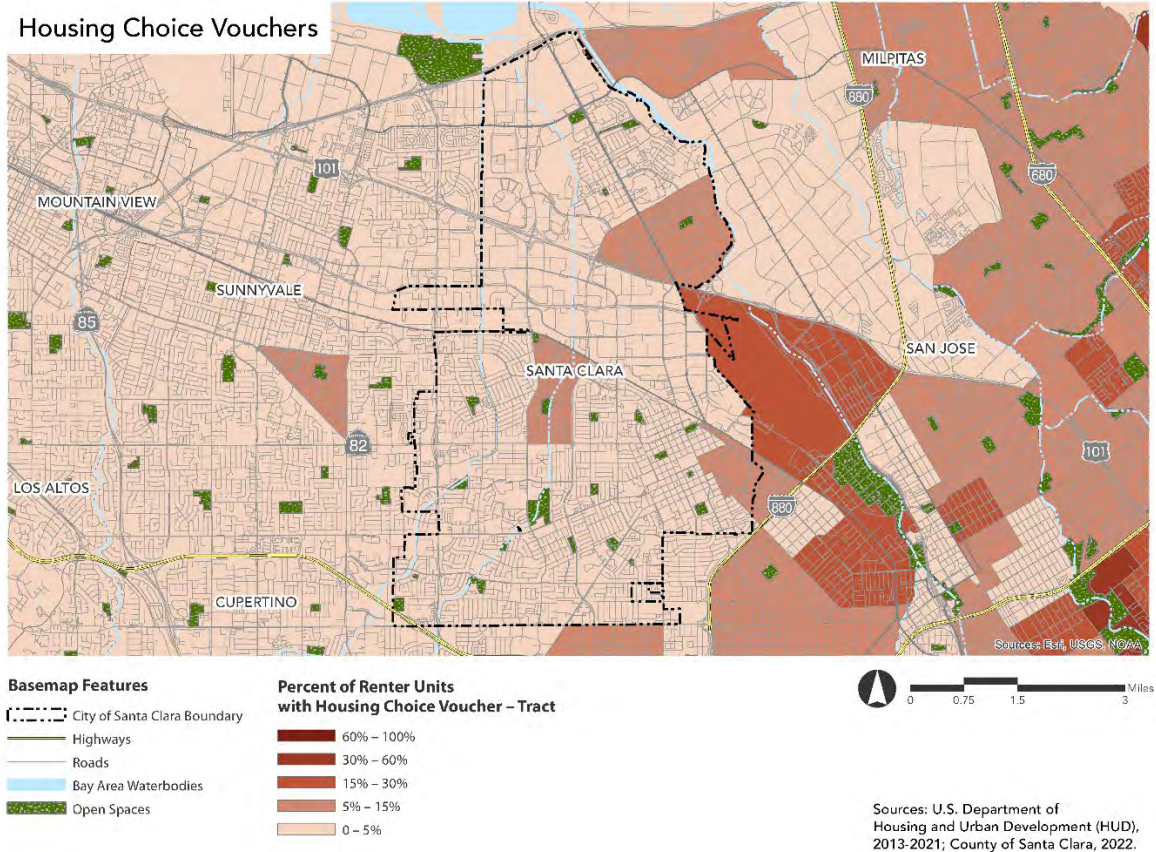 Housing Choice Vouchers
MILPITAS
880
680
101
MOUNTAIN VIEW
SUNNYVALE
85
SAN JOSE
SANTA CLARA
82
101
LOS ALTOS
880
CUPERTINO
Sources: Esri, USGS, NOAA
Basemap Features
City of Santa Clara Boundary
Highways
Roads
Bay Area Waterbodies
Open Spaces
Percent of Renter Units
with Housing Choice Voucher – Tract
60% – 100%
30% – 60%
15% – 30%
5% – 15%
0 – 5%
0 0.75 1.5 3 Miles
Sources: U.S. Department of
Housing and Urban Development (HUD),
2013-2021; County of Santa Clara, 2022.